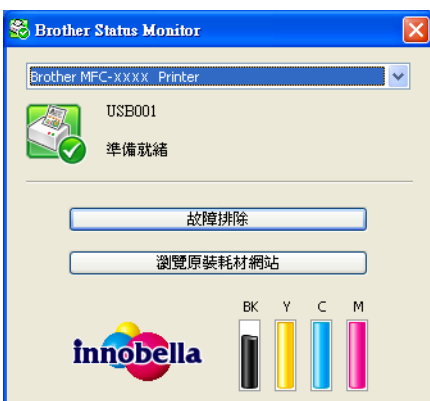 Brother Status Monitor
Brother MFC-XXXX Printer
USB001
準備就緒
故障排除
瀏覽原裝耗材網站
BK Y C M
innobella